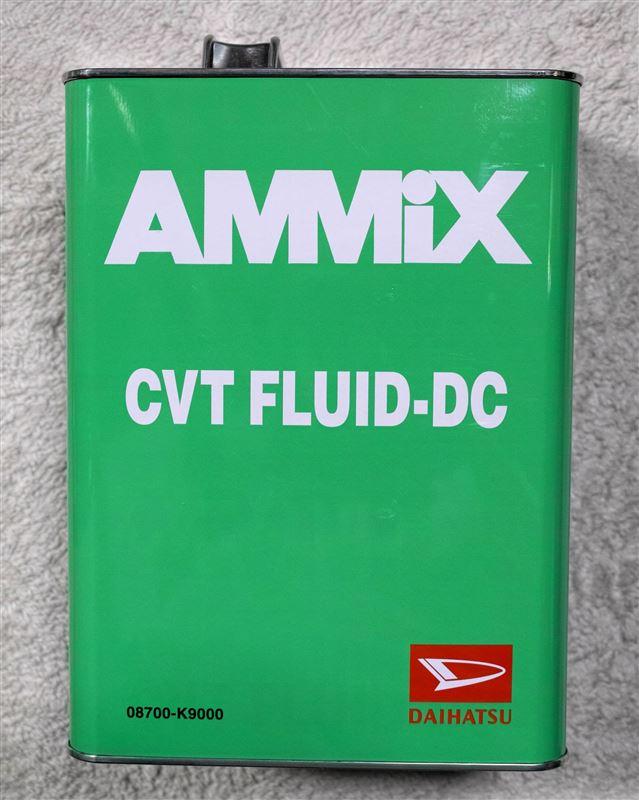 AMMiX
CVT FLUID-DC
08700-K9000
DAIHATSU